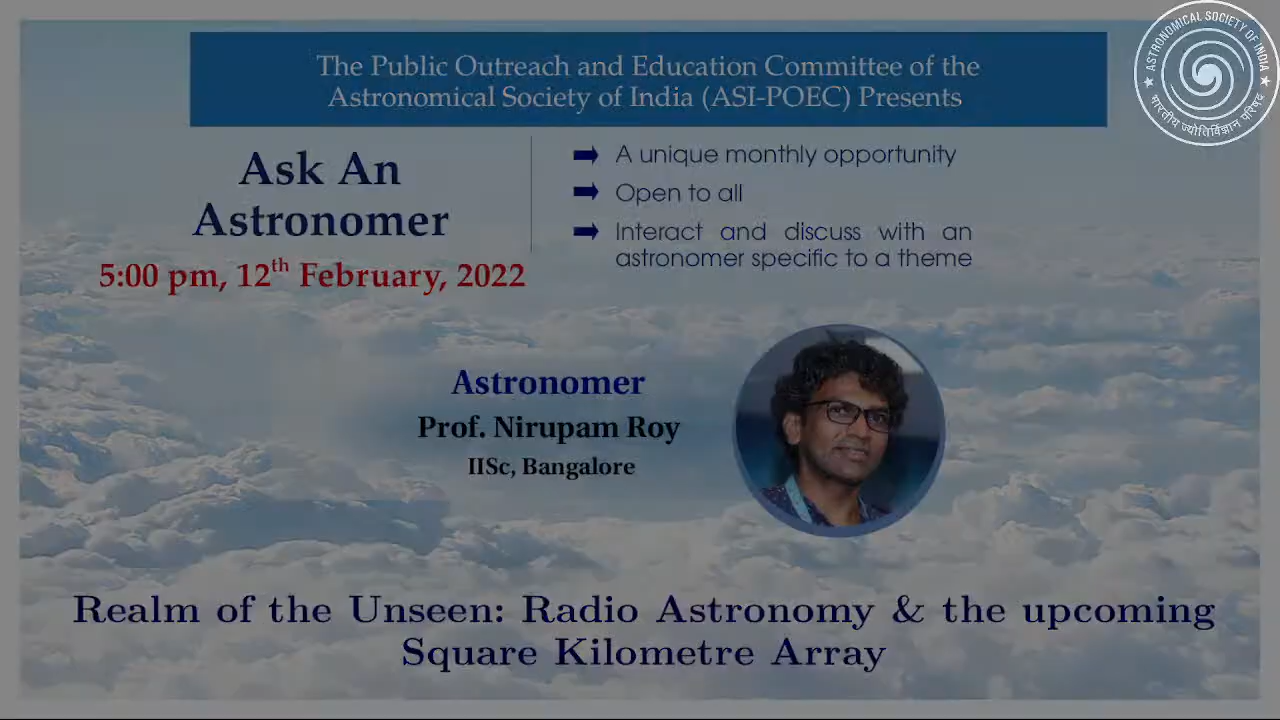 The Public Outreach and Education Committee of the
Astronomical Society of India (ASI-POEC) Presents
ASTRONOMICAL SOCIETY OF INDIA
भारतीय ज्योतिर्विज्ञान परिषद
Ask An
Astronomer
5:00 pm, 12th February, 2022
A unique monthly opportunity
Open to all
Interact and discuss with an
astronomer specific to a theme
Astronomer
Prof. Nirupam Roy
IISc, Bangalore
Realm of the Unseen: Radio Astronomy & the upcoming
Square Kilometre Array